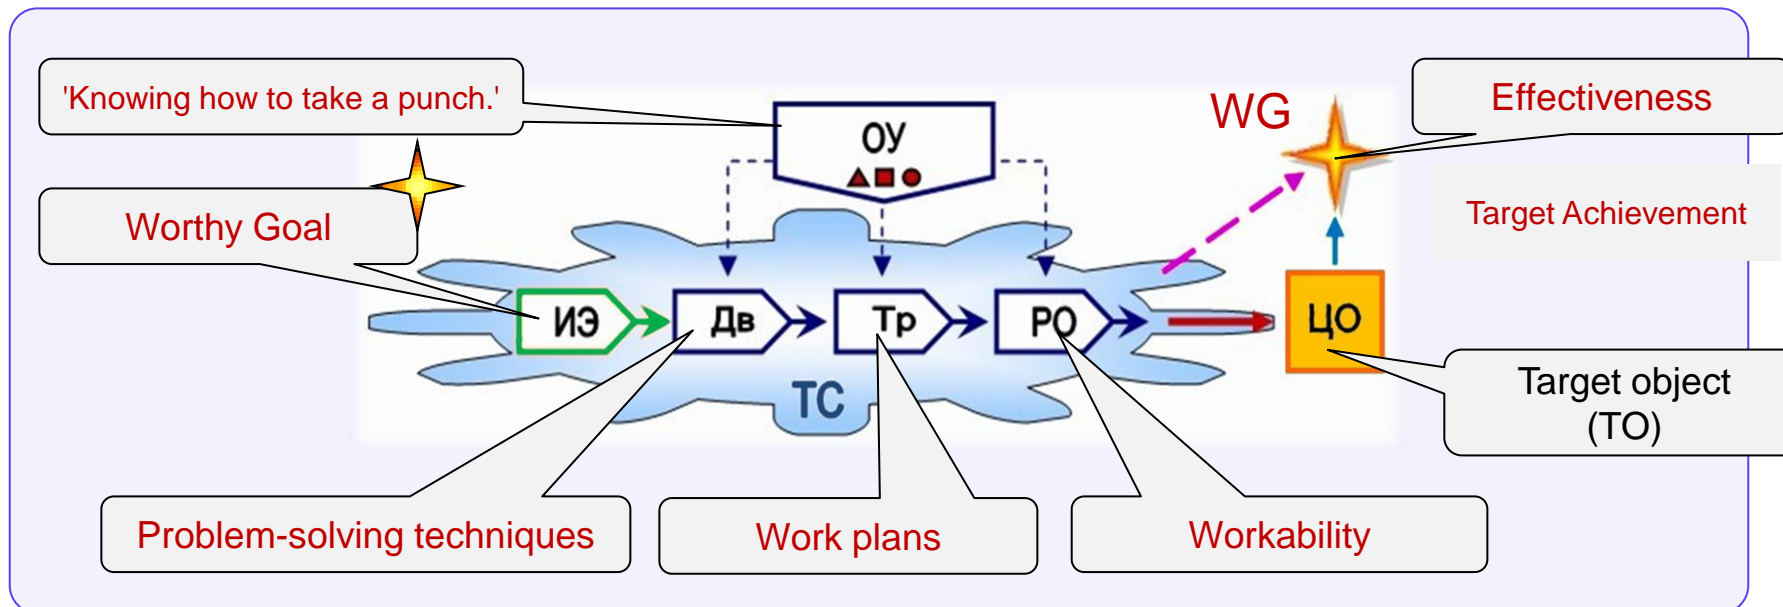 'Knowing how to take a punch.'
ОУ
WG
Effectiveness
Worthy Goal
Target Achievement
ИЭ
Дв
Тр
РО
ЦО
ТС
Target object
(TO)
Problem-solving techniques
Work plans
Workability